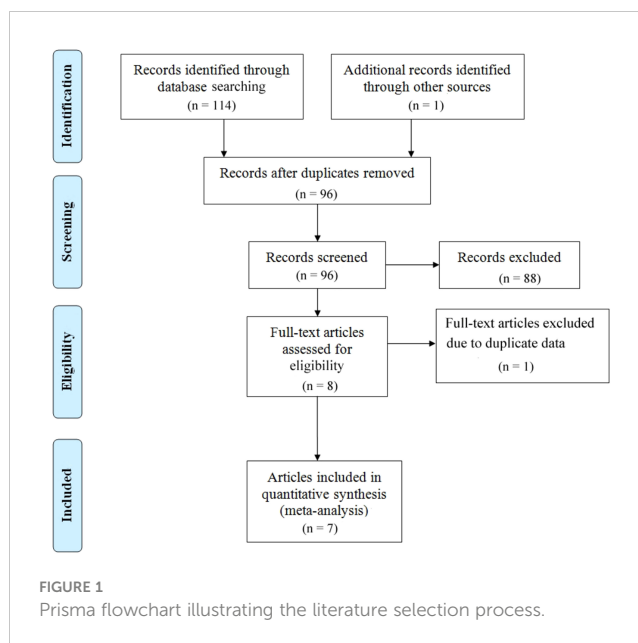 Identification
Records identified through
database searching
(n = 114)
Additional records identified
through other sources
(n = 1)
Records after duplicates removed
(n = 96)
Screening
Records screened
(n = 96)
Records excluded
(n = 88)
Eligibility
Full-text articles
assessed for
eligibility
(n = 8)
Full-text articles excluded
due to duplicate data
(n = 1)
Included
Articles included in
quantitative synthesis
(meta-analysis)
(n = 7)
FIGURE 1
Prisma flowchart illustrating the literature selection process.